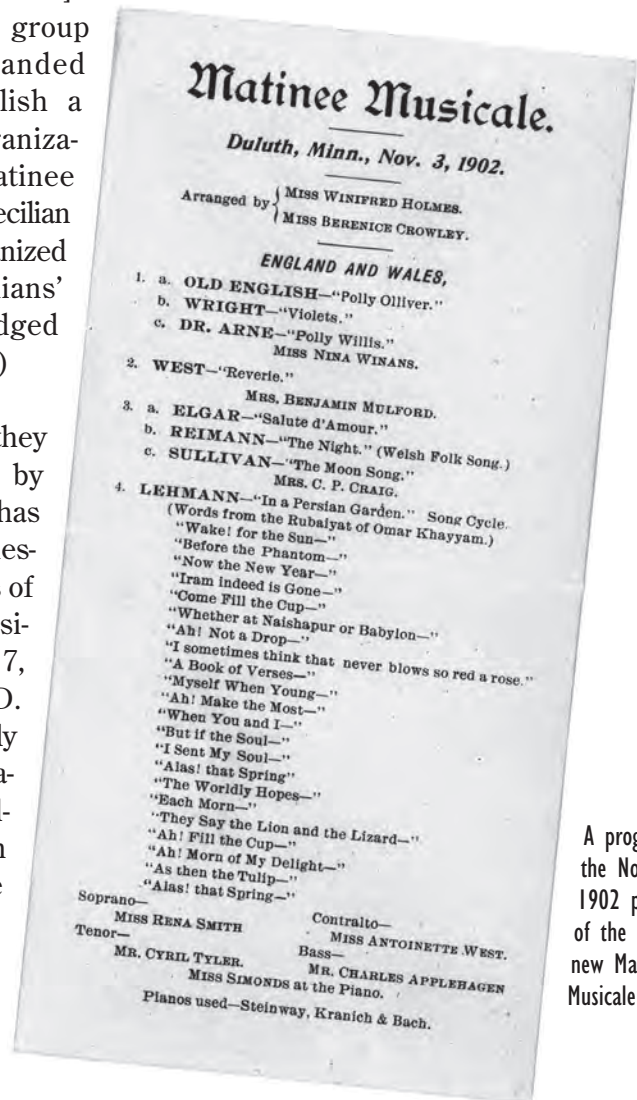 group
anded
lish a
ganiza-
atinee
ecilian
nized
ians'
dged
)
they
by
has
s of
si-
7,
D.
ly
a-
Matinee Musicale.
Duluth, Minn., Nov. 3, 1902.
Arranged by { MISS WINIFRED HOLMES.
MISS BERENICE CROWLEY.
ENGLAND AND WALES,
1. a. OLD ENGLISH—"Polly Olliver."
b. WRIGHT—"Violets."
c. DR. ARNE—"Polly Willis."
MISS NINA WINANS.
2. WEST—"Reverie."
MRS. BENJAMIN MULFORD.
3. a. ELGAR—"Salute d'Amour."
b. REIMANN—"The Night." (Welsh Folk Song.)
c. SULLIVAN—"The Moon Song."
MRS. C. P. CRAIG.
4. LEHMANN—"In a Persian Garden." Song Cycle.
(Words from the Rubaiyat of Omar Khayyam.)
"Wake! for the Sun—"
"Before the Phantom—"
"Now the New Year—"
"Iram indeed is Gone—"
"Come Fill the Cup—"
"Whether at Naishapur or Babylon—"
"Ah! Not a Drop—"
"I sometimes think that never blows so red a rose."
"A Book of Verses—"
"Myself When Young—"
"Ah! Make the Most—"
"When You and I—"
"But if the Soul—"
"I Sent My Soul—"
"Alas! that Spring"
"The Worldly Hopes—"
"Each Morn—"
"They Say the Lion and the Lizard—"
"Ah! Fill the Cup—"
"Ah! Morn of My Delight—"
"As then the Tulip—"
"Alas! that Spring—"
Soprano— Contralto—
MISS RENA SMITH MISS ANTOINETTE WEST.
Tenor— Bass—
MR. CYRIL TYLER. MR. CHARLES APPLEHAGEN
MISS SIMONDS at the Piano.
Pianos used—Steinway, Kranich & Bach.
A prog
the No
1902 p
of the
new Ma
Musicale